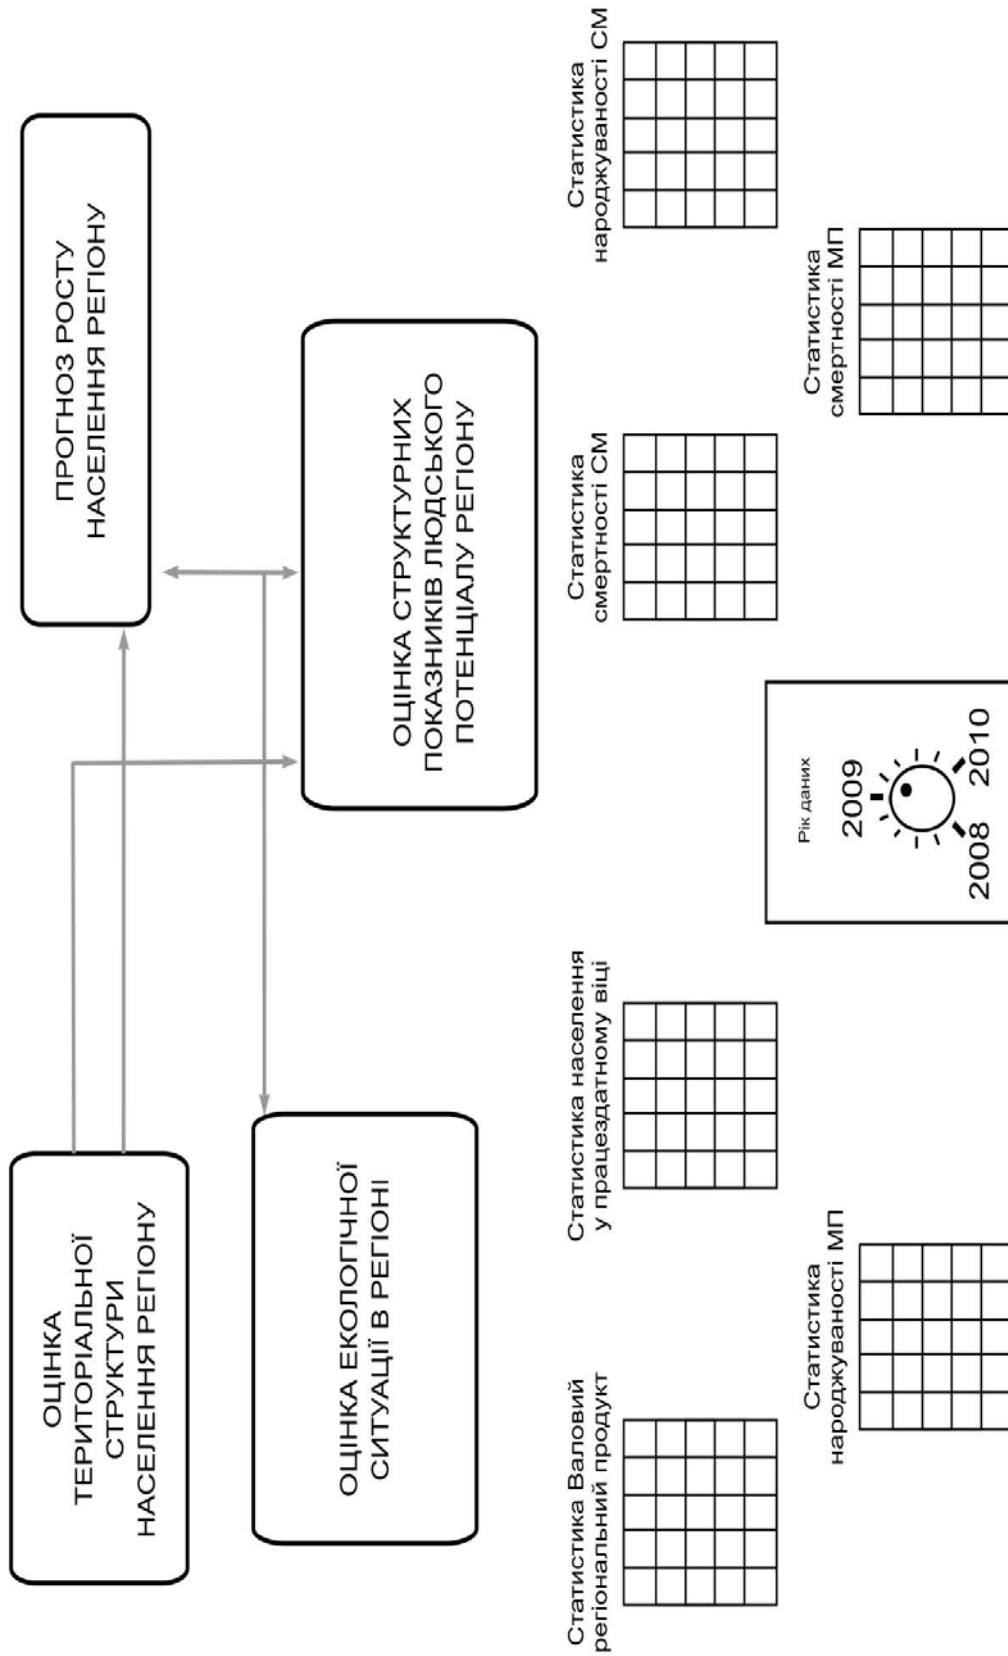 ОЦІНКА
ТЕРИТОРІАЛЬНОЇ
СТРУКТУРИ
НАСЕЛЕННЯ РЕГІОНУ
ПРОГНОЗ РОСТУ
НАСЕЛЕННЯ РЕГІОНУ
ОЦІНКА ЕКОЛОГІЧНОЇ
СИТУАЦІЇ В РЕГІОНІ
ОЦІНКА СТРУКТУРНИХ
ПОКАЗНИКІВ ЛЮДСЬКОГО
ПОТЕНЦІАЛУ РЕГІОНУ
Статистика Валовий
регіональний продукт
Статистика населення
у працездатному віці
Статистика
смертності СМ
Статистика
народжуваності СМ
Статистика
народжуваності МП
Рік даних
2009
2008
2010
Статистика
смертності МП